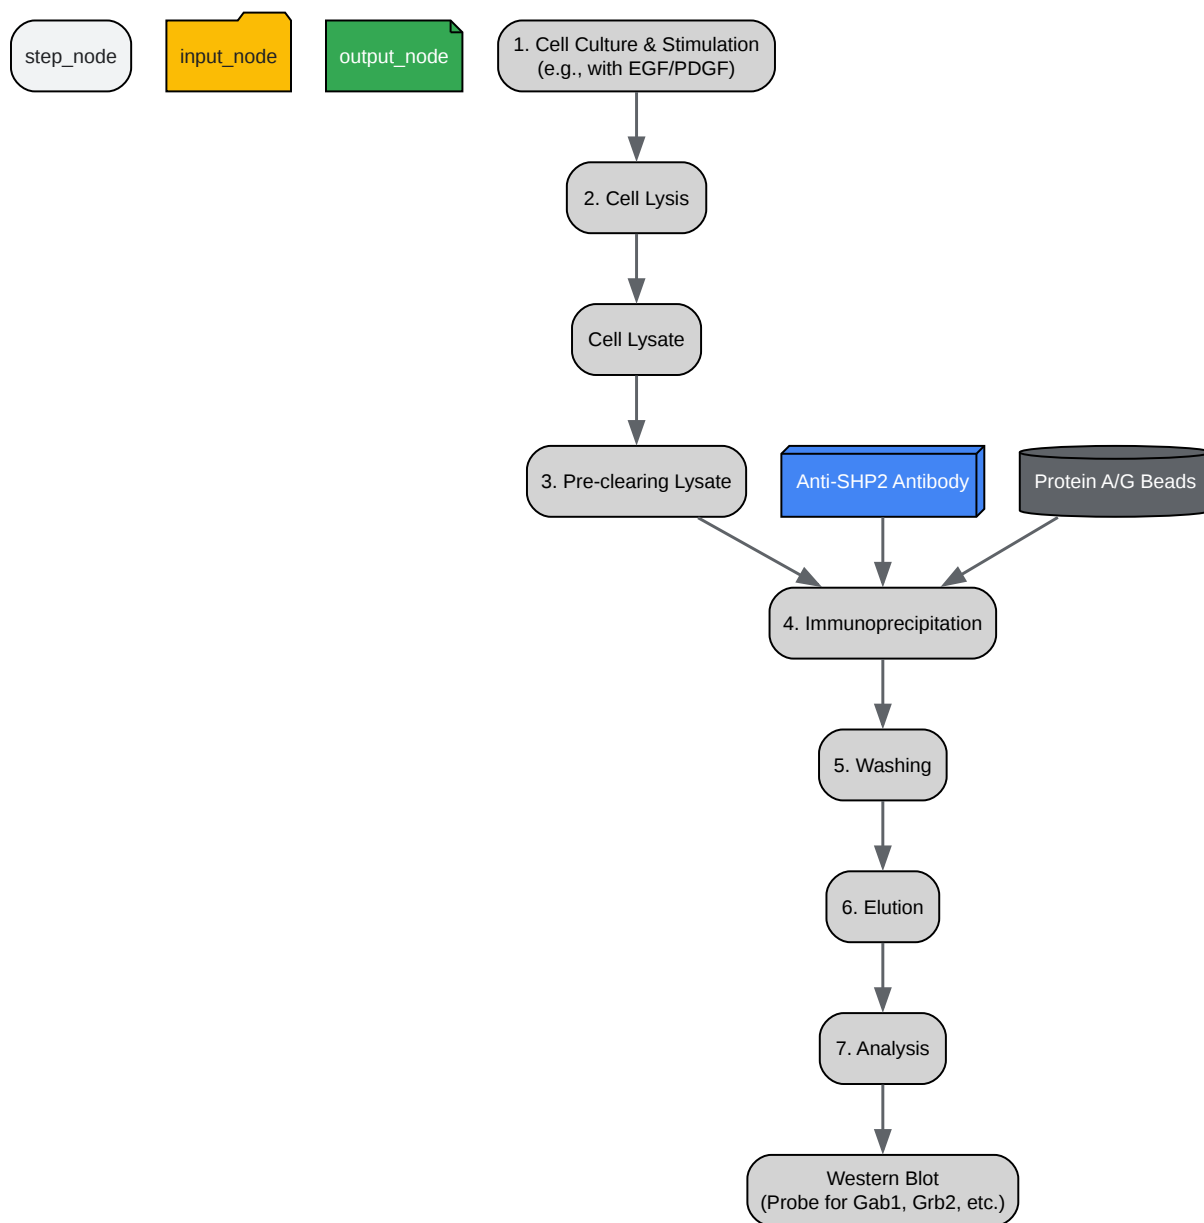 step_node
input_node
output_node
1. Cell Culture & Stimulation
(e.g., with EGF/PDGF)
2. Cell Lysis
Cell Lysate
3. Pre-clearing Lysate
Anti-SHP2 Antibody
Protein A/G Beads
4. Immunoprecipitation
5. Washing
6. Elution
7. Analysis
Western Blot
(Probe for Gab1, Grb2, etc.)